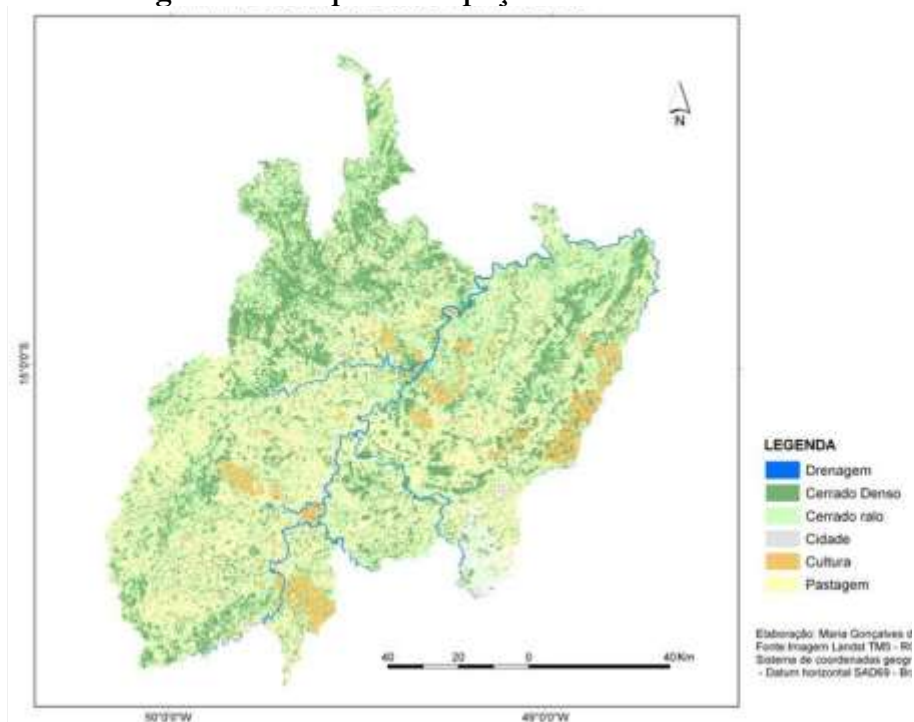 N
15°0'0"S
LEGENDA
Drenagem
Cerrado Denso
Cerrado ralo
Cidade
Cultura
Pastagem
40 20 0 40 Km
Elaboração: Maria Gonçalves d
Fonte Imagem Landsat TM5 - R
Sistema de coordenadas geogr
- Datum horizontal SAD69 - Br
50°0'0"W 49°0'0"W